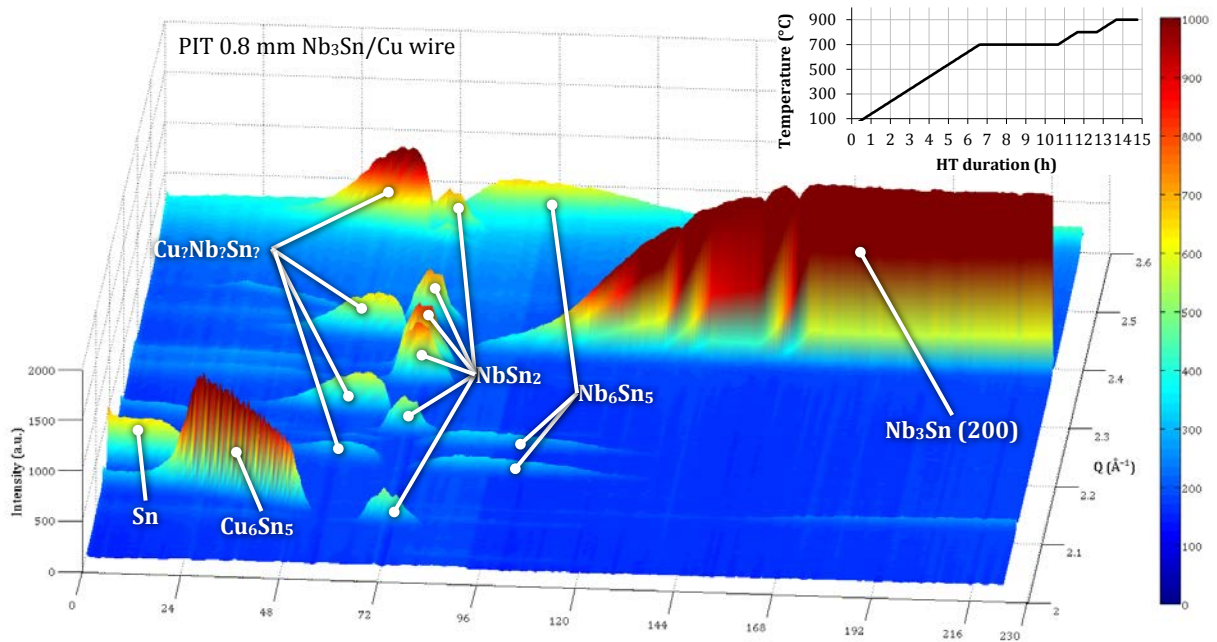 PIT 0.8 mm Nb₃Sn/Cu wire
Temperature (°C)
900
700
500
300
100
0 1 2 3 4 5 6 7 8 9 10 11 12 13 14 15
HT duration (h)
1000
900
800
700
600
500
400
300
200
100
0
Cu?Nb?Sn?
NbSn₂
Nb₆Sn₅
Nb₃Sn (200)
Sn
Cu₆Sn₅
Intensity (a.u.)
2000
1500
1000
500
0
0 24 48 72 96 120 144 168 192 216 230
Q (Å⁻¹)
2.6
2.5
2.4
2.3
2.2
2.1
2